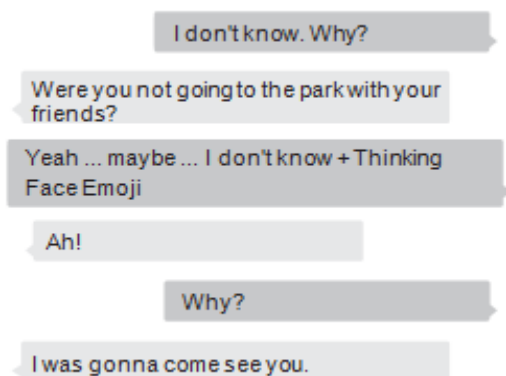 I don't know. Why?
Were you not going to the park with your
friends?
Yeah ... maybe ... I don't know + Thinking
Face Emoji
Ah!
Why?
I was gonna come see you.